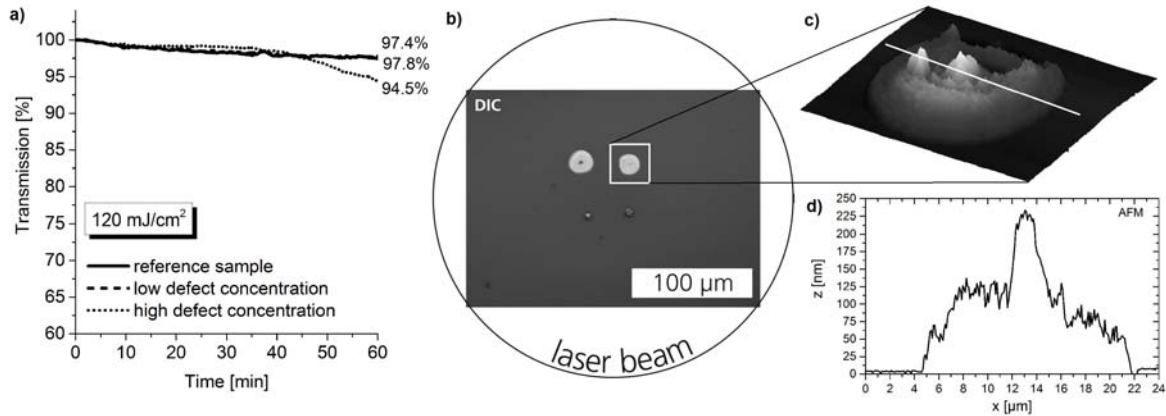 a)
100
95
90
85
80
75
70
65
60
Transmission [%]
97.4%
97.8%
94.5%
120 mJ/cm²
reference sample
low defect concentration
high defect concentration
0 10 20 30 40 50 60
Time [min]
b)
DIC
100 µm
laser beam
c)
d)
250
225
200
175
150
125
100
75
50
25
0
z [nm]
AFM
0 2 4 6 8 10 12 14 16 18 20 22 24
x [µm]